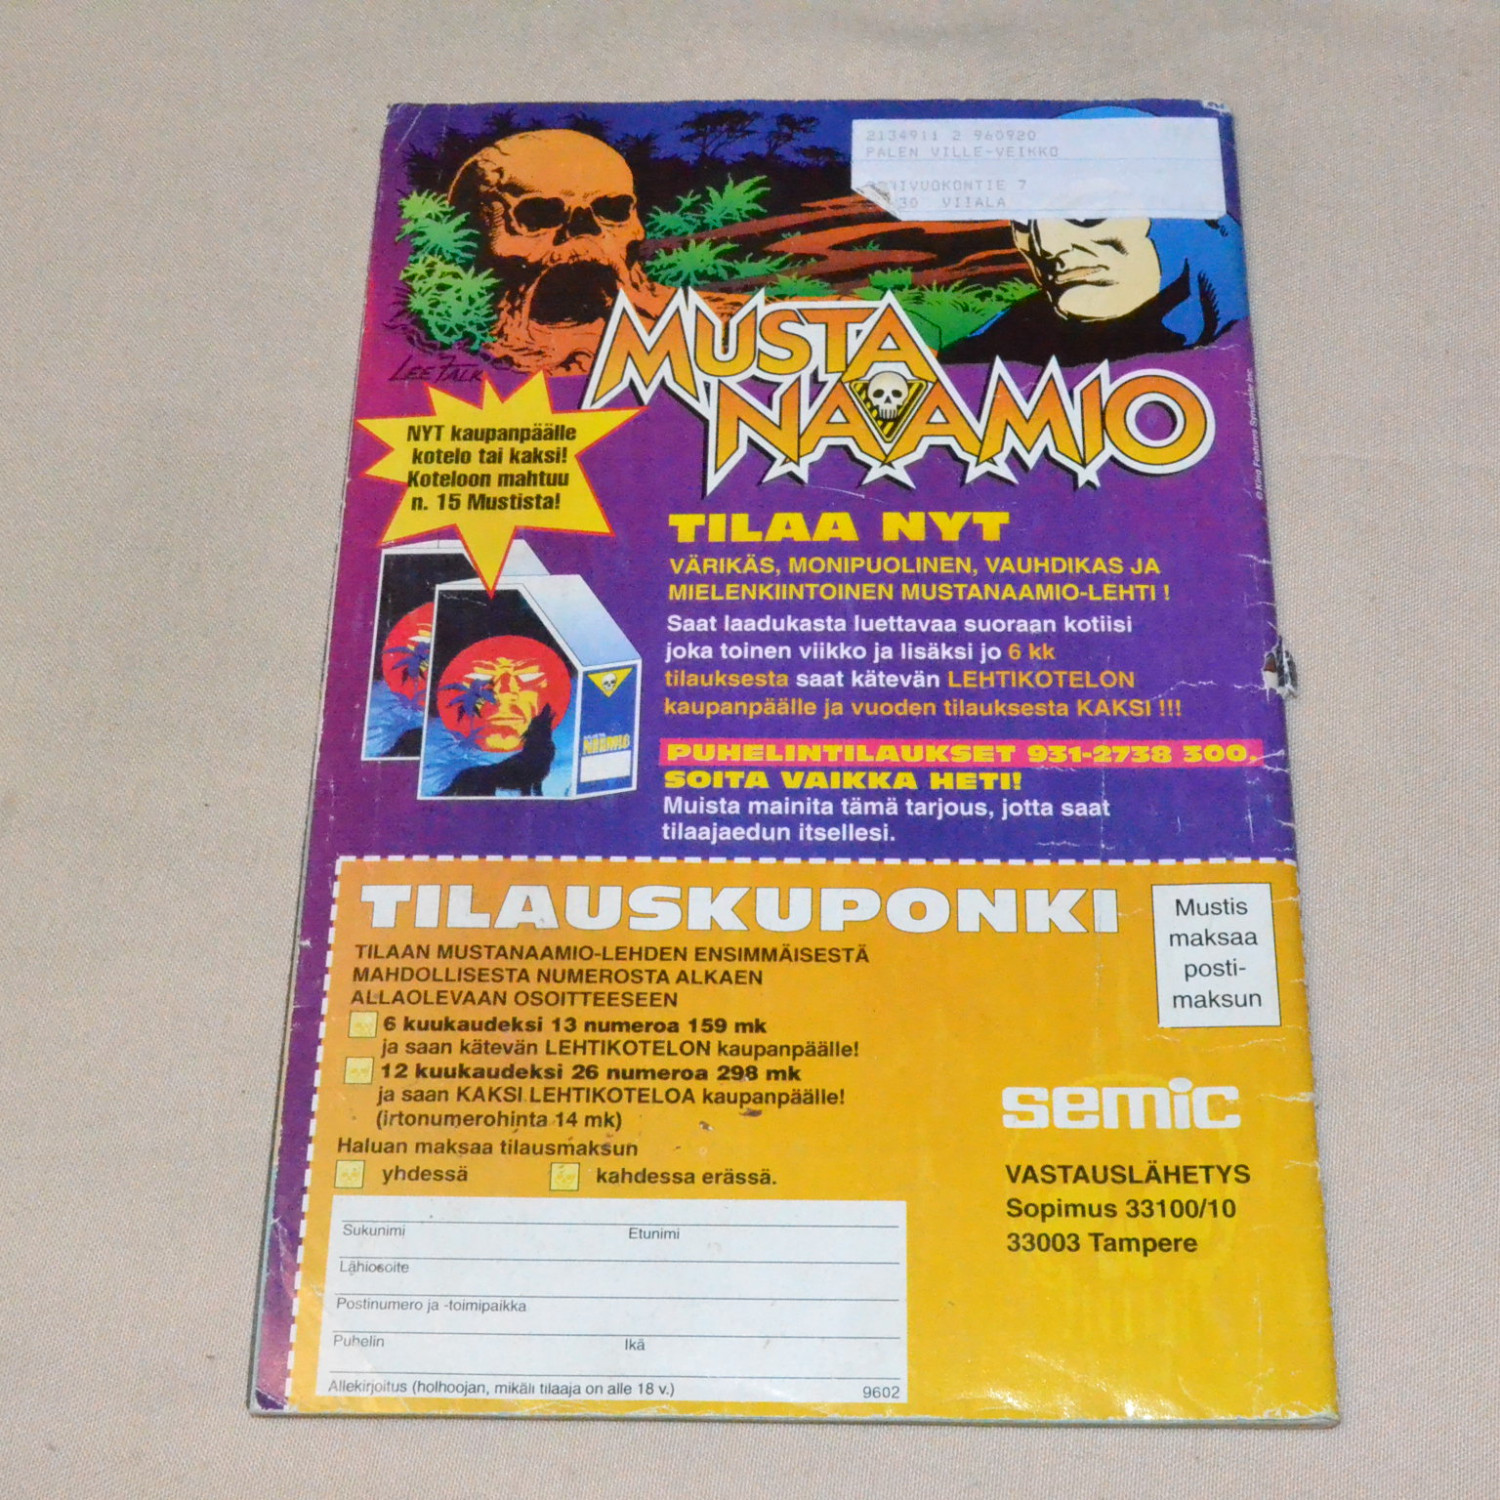 2134911 2 960920
PALEN VILLE-VEIKKO
VUOKONTIE 7
30 VIIALA
LEE FALK
MUSTA
NAAMIO
© King Features Syndicate Inc.
NYT kaupanpäälle
kotelo tai kaksi!
Koteloon mahtuu
n. 15 Mustista!
TILAA NYT
VÄRIKÄS, MONIPUOLINEN, VAUHDIKAS JA
MIELENKIINTOINEN MUSTANAAMIO-LEHTI !
Saat laadukasta luettavaa suoraan kotiisi
joka toinen viikko ja lisäksi jo 6 kk
tilauksesta saat kätevän LEHTIKOTELON
kaupanpäälle ja vuoden tilauksesta KAKSI !!!
PUHELINTILAUKSET 931-2738 300,
SOITA VAIKKA HETI!
Muista mainita tämä tarjous, jotta saat
tilaajaedun itsellesi.
TILAUSKUPONKI
TILAAN MUSTANAAMIO-LEHDEN ENSIMMÄISESTÄ
MAHDOLLISESTA NUMEROSTA ALKAEN
ALLAOLEVAAN OSOITTEESEEN
6 kuukaudeksi 13 numeroa 159 mk
ja saan kätevän LEHTIKOTELON kaupanpäälle!
12 kuukaudeksi 26 numeroa 298 mk
ja saan KAKSI LEHTIKOTELOA kaupanpäälle!
(irtonumerohinta 14 mk)
Haluan maksaa tilausmaksun
yhdessä kahdessa erässä.
Sukunimi Etunimi
Lähiosoite
Postinumero ja -toimipaikka
Puhelin Ikä
Allekirjoitus (holhoojan, mikäli tilaaja on alle 18 v.) 9602
Mustis
maksaa
posti-
maksun
semic
VASTAUSLÄHETYS
Sopimus 33100/10
33003 Tampere